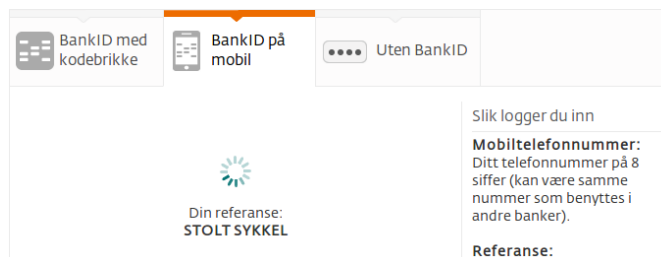 BankID med
kodebrikke
BankID på
mobil
Uten BankID
Din referanse:
STOLT SYKKEL
Slik logger du inn
Mobiltelefonnummer:
Ditt telefonnummer på 8
siffer (kan være samme
nummer som benyttes i
andre banker).
Referanse: